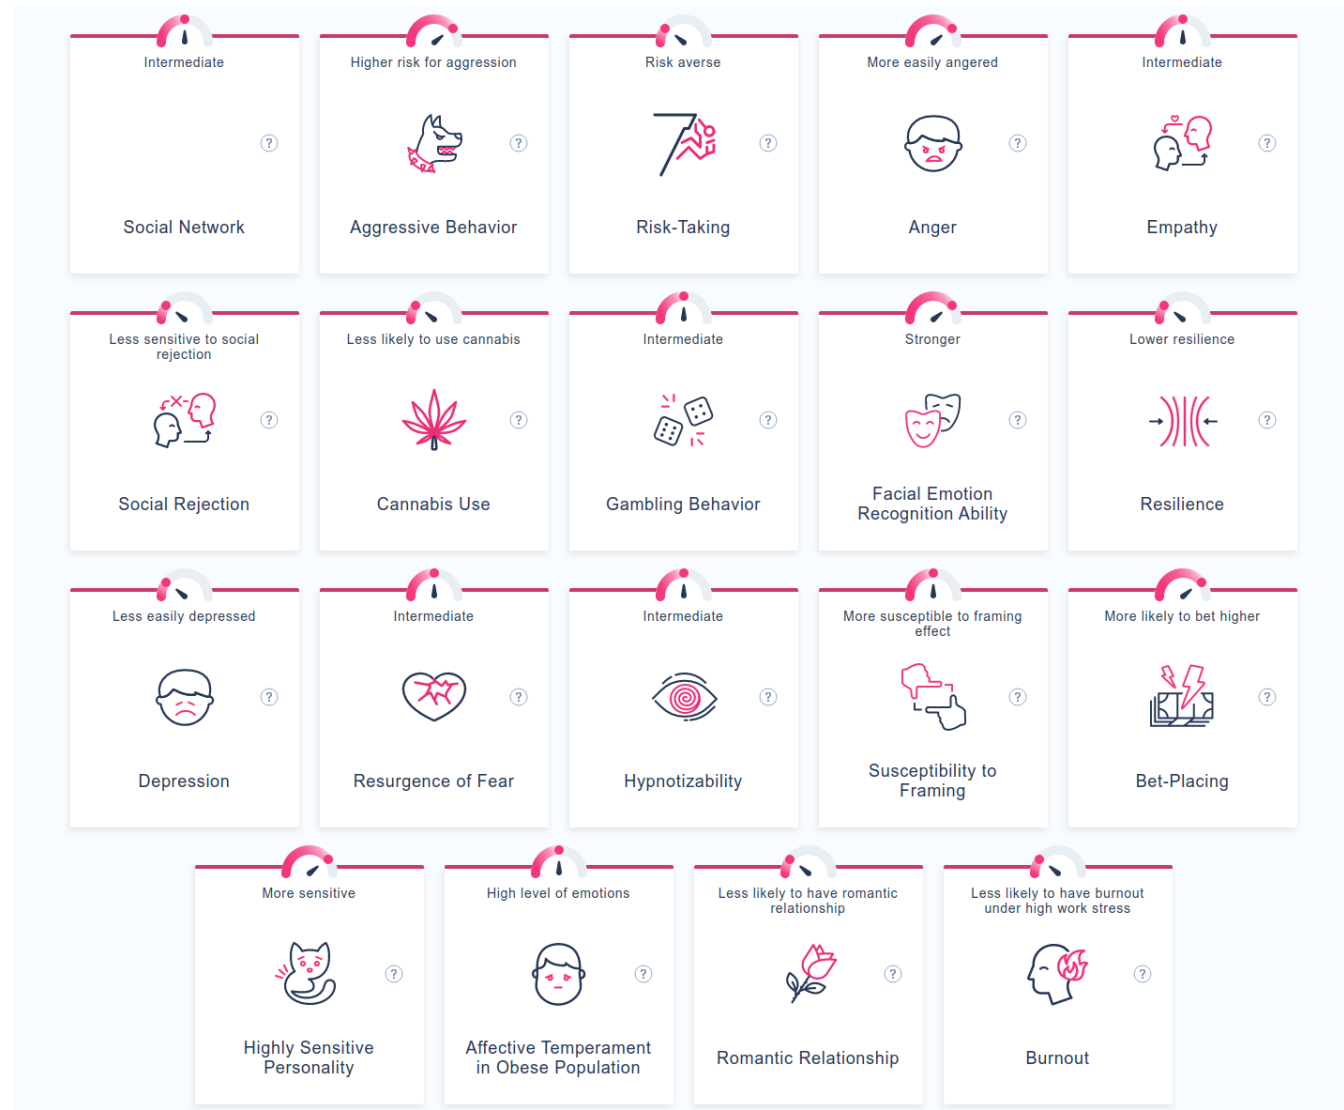 Intermediate
?
Social Network
Higher risk for aggression
?
Aggressive Behavior
Risk averse
?
Risk-Taking
More easily angered
?
Anger
Intermediate
?
Empathy
Less sensitive to social
rejection
?
Social Rejection
Less likely to use cannabis
?
Cannabis Use
Intermediate
?
Gambling Behavior
Stronger
?
Facial Emotion
Recognition Ability
Lower resilience
?
Resilience
Less easily depressed
?
Depression
Intermediate
?
Resurgence of Fear
Intermediate
?
Hypnotizability
More susceptible to framing
effect
?
Susceptibility to
Framing
More likely to bet higher
?
Bet-Placing
More sensitive
?
Highly Sensitive
Personality
High level of emotions
?
Affective Temperament
in Obese Population
Less likely to have romantic
relationship
?
Romantic Relationship
Less likely to have burnout
under high work stress
?
Burnout